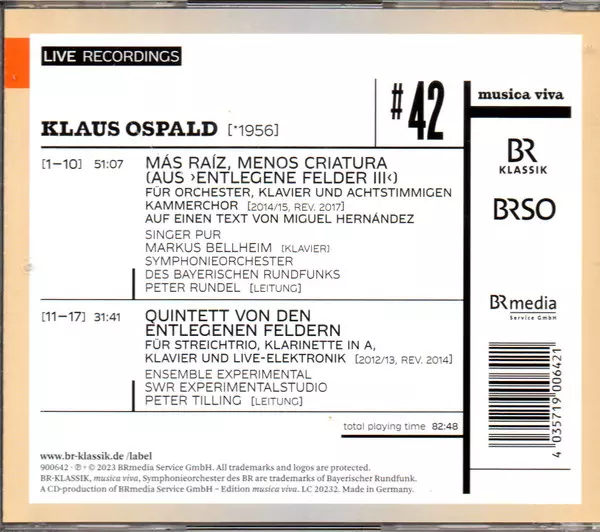 LIVE RECORDINGS
#42
musica viva
KLAUS OSPALD [*1956]
[1–10] 51:07 MÁS RAÍZ, MENOS CRIATURA
(AUS ›ENTLEGENE FELDER III‹)
FÜR ORCHESTER, KLAVIER UND ACHTSTIMMIGEN
KAMMERCHOR [2014/15, REV. 2017]
AUF EINEN TEXT VON MIGUEL HERNÁNDEZ
SINGER PUR
MARKUS BELLHEIM [KLAVIER]
SYMPHONIEORCHESTER
DES BAYERISCHEN RUNDFUNKS
PETER RUNDEL [LEITUNG]
[11–17] 31:41 QUINTETT VON DEN
ENTLEGENEN FELDERN
FÜR STREICHTRIO, KLARINETTE IN A,
KLAVIER UND LIVE-ELEKTRONIK [2012/13, REV. 2014]
ENSEMBLE EXPERIMENTAL
SWR EXPERIMENTALSTUDIO
PETER TILLING [LEITUNG]
total playing time 82:48
BR
KLASSIK
BRSO
BRmedia
Service GmbH
4 035719 006421
www.br-klassik.de/label
900642 · ℗ + © 2023 BRmedia Service GmbH. All trademarks and logos are protected.
BR-KLASSIK, musica viva, Symphonieorchester des BR are trademarks of Bayerischer Rundfunk.
A CD-production of BRmedia Service GmbH – Edition musica viva. LC 20232. Made in Germany.